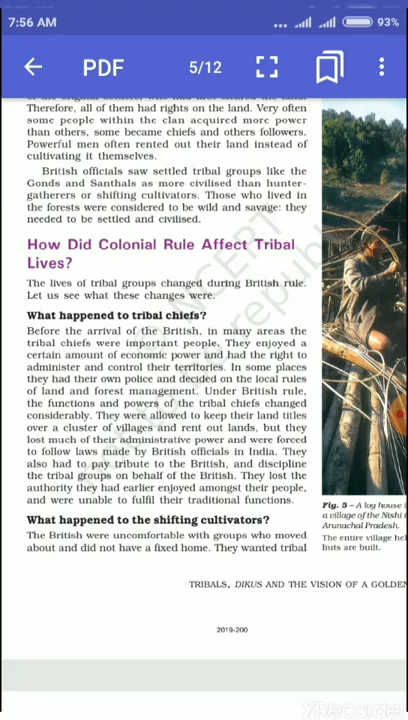 7:56 AM
93%
PDF
5/12
Therefore, all of them had rights on the land. Very often
some people within the clan acquired more power
than others, some became chiefs and others followers.
Powerful men often rented out their land instead of
cultivating it themselves.
British officials saw settled tribal groups like the
Gonds and Santhals as more civilised than hunter-
gatherers or shifting cultivators. Those who lived in
the forests were considered to be wild and savage: they
needed to be settled and civilised.
How Did Colonial Rule Affect Tribal
Lives?
The lives of tribal groups changed during British rule.
Let us see what these changes were.
What happened to tribal chiefs?
Before the arrival of the British, in many areas the
tribal chiefs were important people. They enjoyed a
certain amount of economic power and had the right to
administer and control their territories. In some places
they had their own police and decided on the local rules
of land and forest management. Under British rule,
the functions and powers of the tribal chiefs changed
considerably. They were allowed to keep their land titles
over a cluster of villages and rent out lands, but they
lost much of their administrative power and were forced
to follow laws made by British officials in India. They
also had to pay tribute to the British, and discipline
the tribal groups on behalf of the British. They lost the
authority they had earlier enjoyed amongst their people,
and were unable to fulfil their traditional functions.
What happened to the shifting cultivators?
The British were uncomfortable with groups who moved
about and did not have a fixed home. They wanted tribal
Fig. 5 – A log house
a village of the Nishi
Arunachal Pradesh.
The entire village
huts are built.
TRIBALS, DIKUS AND THE VISION OF A GOLDEN
2019-200
XRecorder